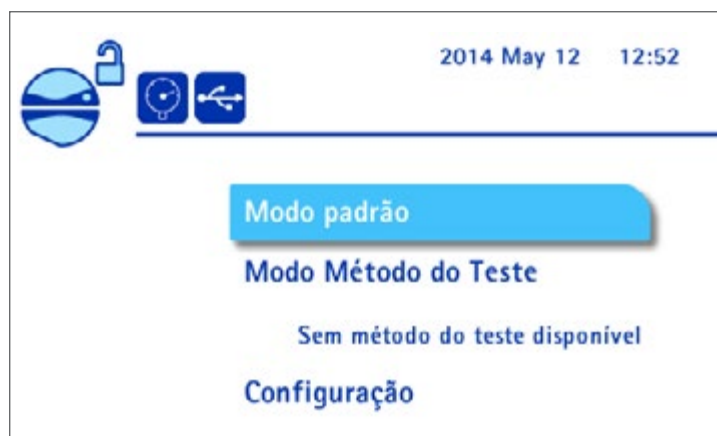 2014 May 12 12:52
Modo padrão
Modo Método do Teste
Sem método do teste disponível
Configuração